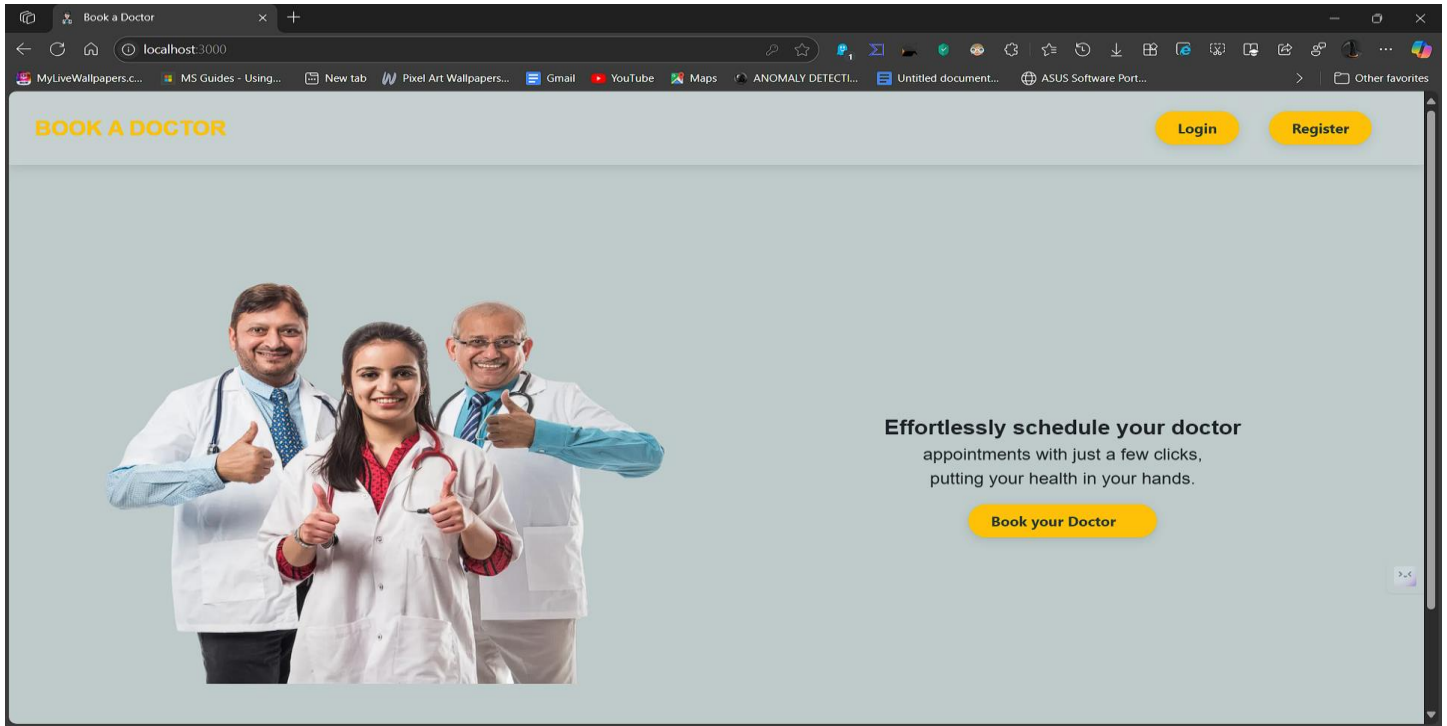 Book a Doctor
localhost:3000
1
MyLiveWallpapers.c... MS Guides - Using... New tab Pixel Art Wallpapers... Gmail YouTube Maps ANOMALY DETECTI... Untitled document... ASUS Software Port... Other favorites
BOOK A DOCTOR
Login
Register
Effortlessly schedule your doctor
appointments with just a few clicks,
putting your health in your hands.
Book your Doctor